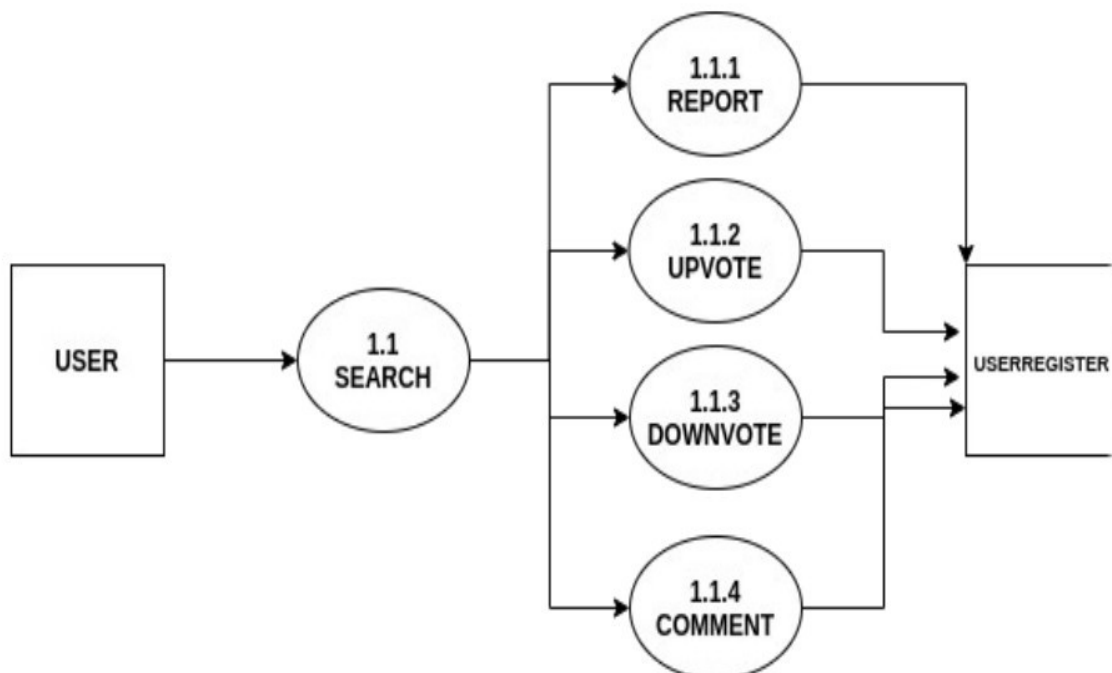 1.1.1
REPORT
1.1.2
UPVOTE
USER
1.1
SEARCH
USERREGISTER
1.1.3
DOWNVOTE
1.1.4
COMMENT